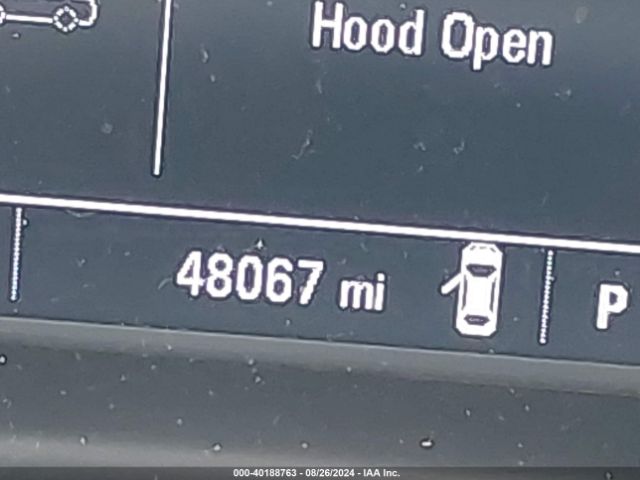 Hood Open
48067 mi
P
000-40188763 - 08/26/2024 - IAA Inc.